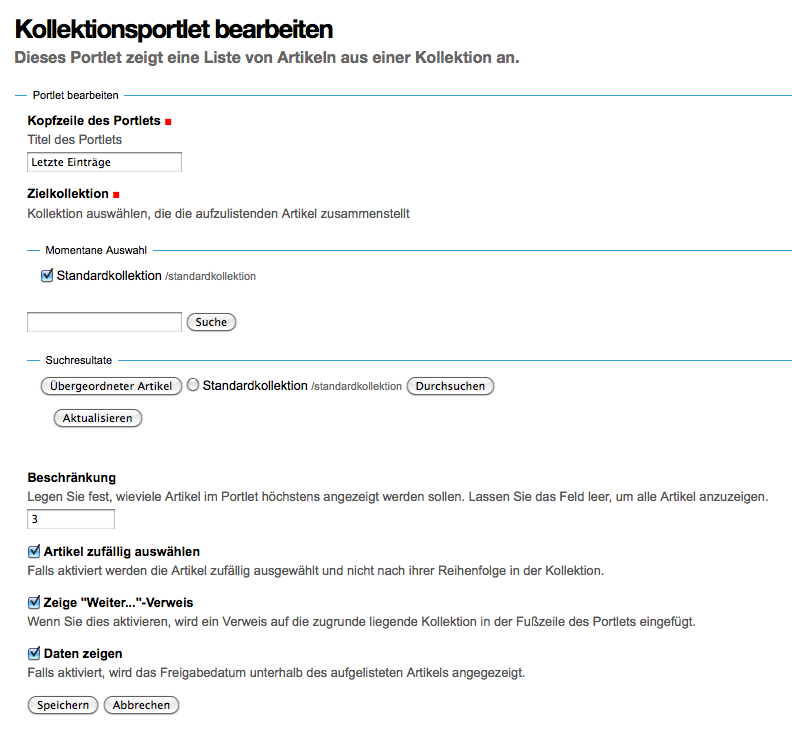 Kollektionsportlet bearbeiten
Dieses Portlet zeigt eine Liste von Artikeln aus einer Kollektion an.
Portlet bearbeiten
Kopfzeile des Portlets
Titel des Portlets
Letzte Einträge
Zielkollektion
Kollektion auswählen, die die aufzulistenden Artikel zusammenstellt
Momentane Auswahl
Standardkollektion /standardkollektion
Suche
Suchresultate
Übergeordneter Artikel Standardkollektion /standardkollektion Durchsuchen
Aktualisieren
Beschränkung
Legen Sie fest, wieviele Artikel im Portlet höchstens angezeigt werden sollen. Lassen Sie das Feld leer, um alle Artikel anzuzeigen.
3
Artikel zufällig auswählen
Falls aktiviert werden die Artikel zufällig ausgewählt und nicht nach ihrer Reihenfolge in der Kollektion.
Zeige "Weiter..."-Verweis
Wenn Sie dies aktivieren, wird ein Verweis auf die zugrunde liegende Kollektion in der Fußzeile des Portlets eingefügt.
Daten zeigen
Falls aktiviert, wird das Freigabedatum unterhalb des aufgelisteten Artikels angegezeigt.
Speichern Abbrechen